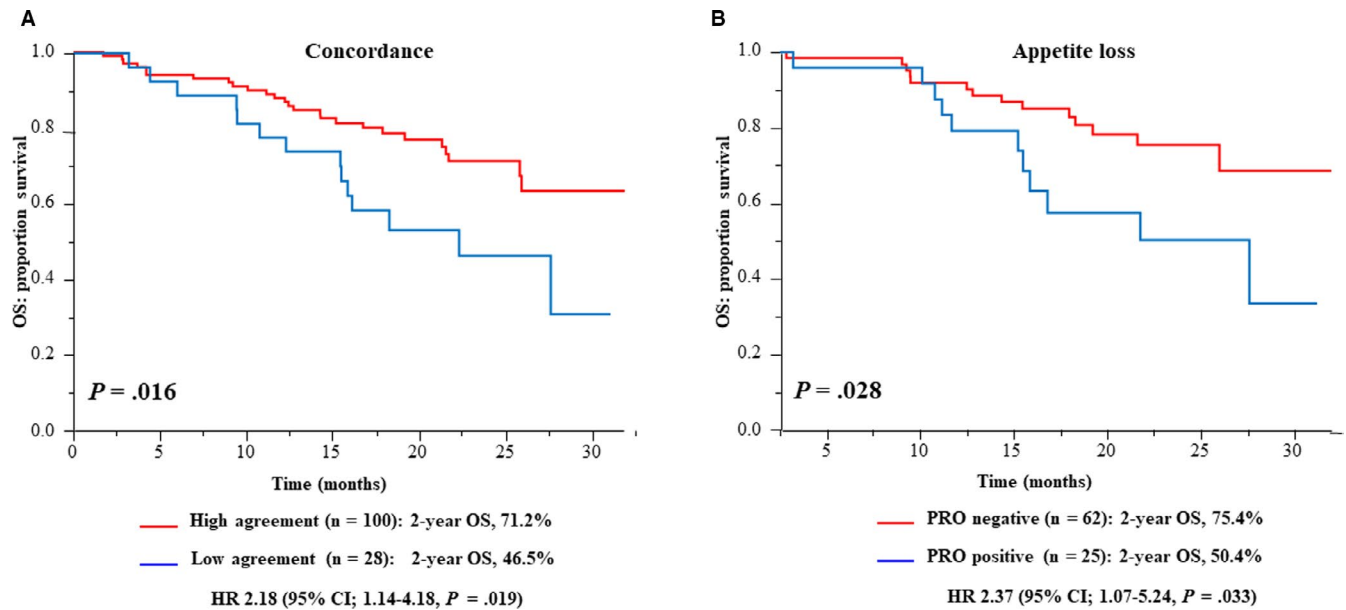 A
Concordance
OS: proportion survival
1.0
0.8
0.6
0.4
0.2
0.0
P = .016
0 5 10 15 20 25 30
Time (months)
High agreement (n = 100): 2-year OS, 71.2%
Low agreement (n = 28): 2-year OS, 46.5%
HR 2.18 (95% CI; 1.14-4.18, P = .019)
B
Appetite loss
OS: proportion survival
1.0
0.8
0.6
0.4
0.2
0.0
P = .028
5 10 15 20 25 30
Time (months)
PRO negative (n = 62): 2-year OS, 75.4%
PRO positive (n = 25): 2-year OS, 50.4%
HR 2.37 (95% CI; 1.07-5.24, P = .033)